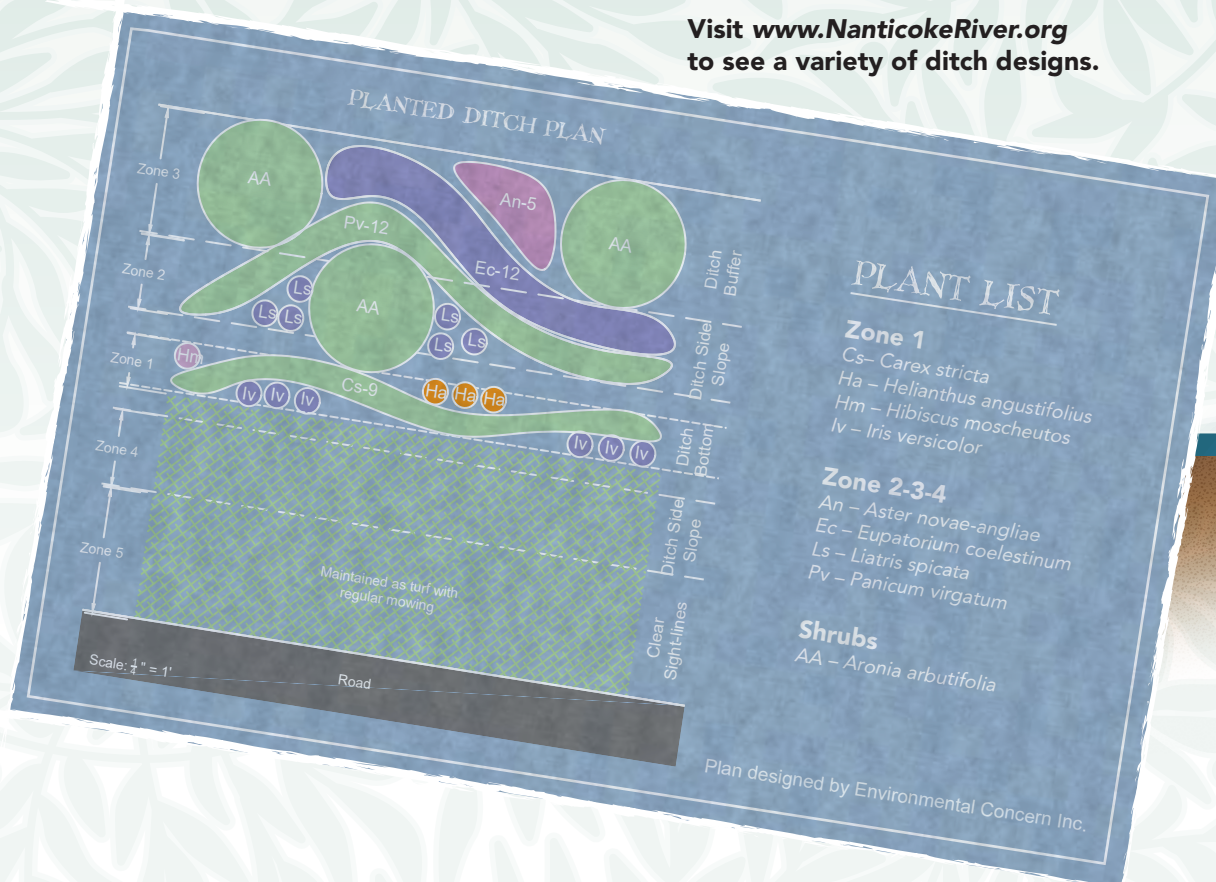 Visit www.NanticokeRiver.org
to see a variety of ditch designs.
PLANTED DITCH PLAN
Zone 3
AA
An-5
AA
Pv-12
Ec-12
Ditch
Buffer
Zone 2
Ls
Ls
Ls
AA
Ls
Ls
Ls
Ditch Side
Slope
Zone 1
Hm
Cs-9
Ha
Ha
Ha
Iv
Iv
Iv
Iv
Iv
Iv
Ditch
Bottom
Zone 4
Ditch Side
Slope
Zone 5
Maintained as turf with
regular mowing
Clear
Sight-lines
Scale: 1/4" = 1'
Road
PLANT LIST
Zone 1
Cs– Carex stricta
Ha – Helianthus angustifolius
Hm – Hibiscus moscheutos
Iv – Iris versicolor
Zone 2-3-4
An – Aster novae-angliae
Ec – Eupatorium coelestinum
Ls – Liatris spicata
Pv – Panicum virgatum
Shrubs
AA – Aronia arbutifolia
Plan designed by Environmental Concern Inc.